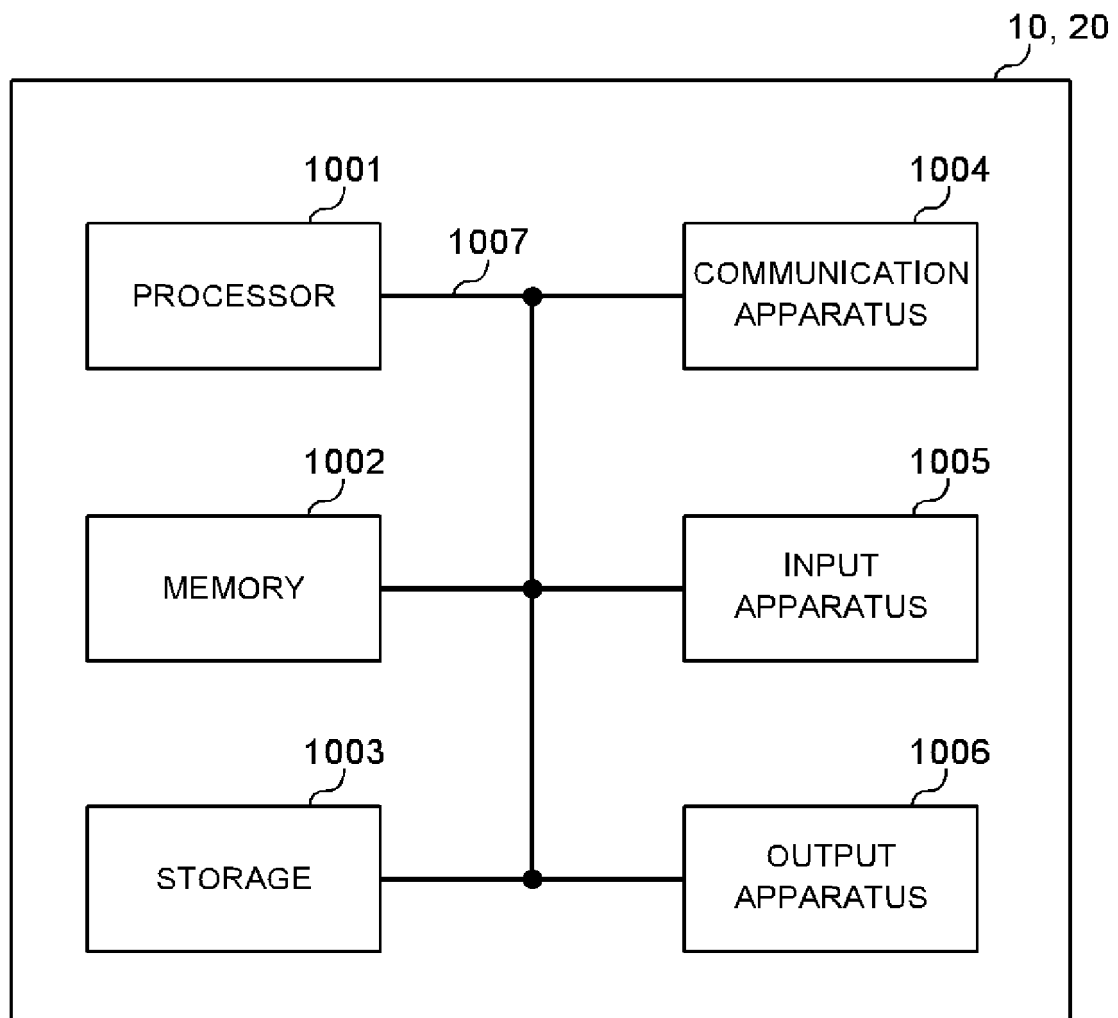 10, 20
1001
1004
1007
PROCESSOR
COMMUNICATION
APPARATUS
1002
1005
MEMORY
INPUT
APPARATUS
1003
1006
STORAGE
OUTPUT
APPARATUS